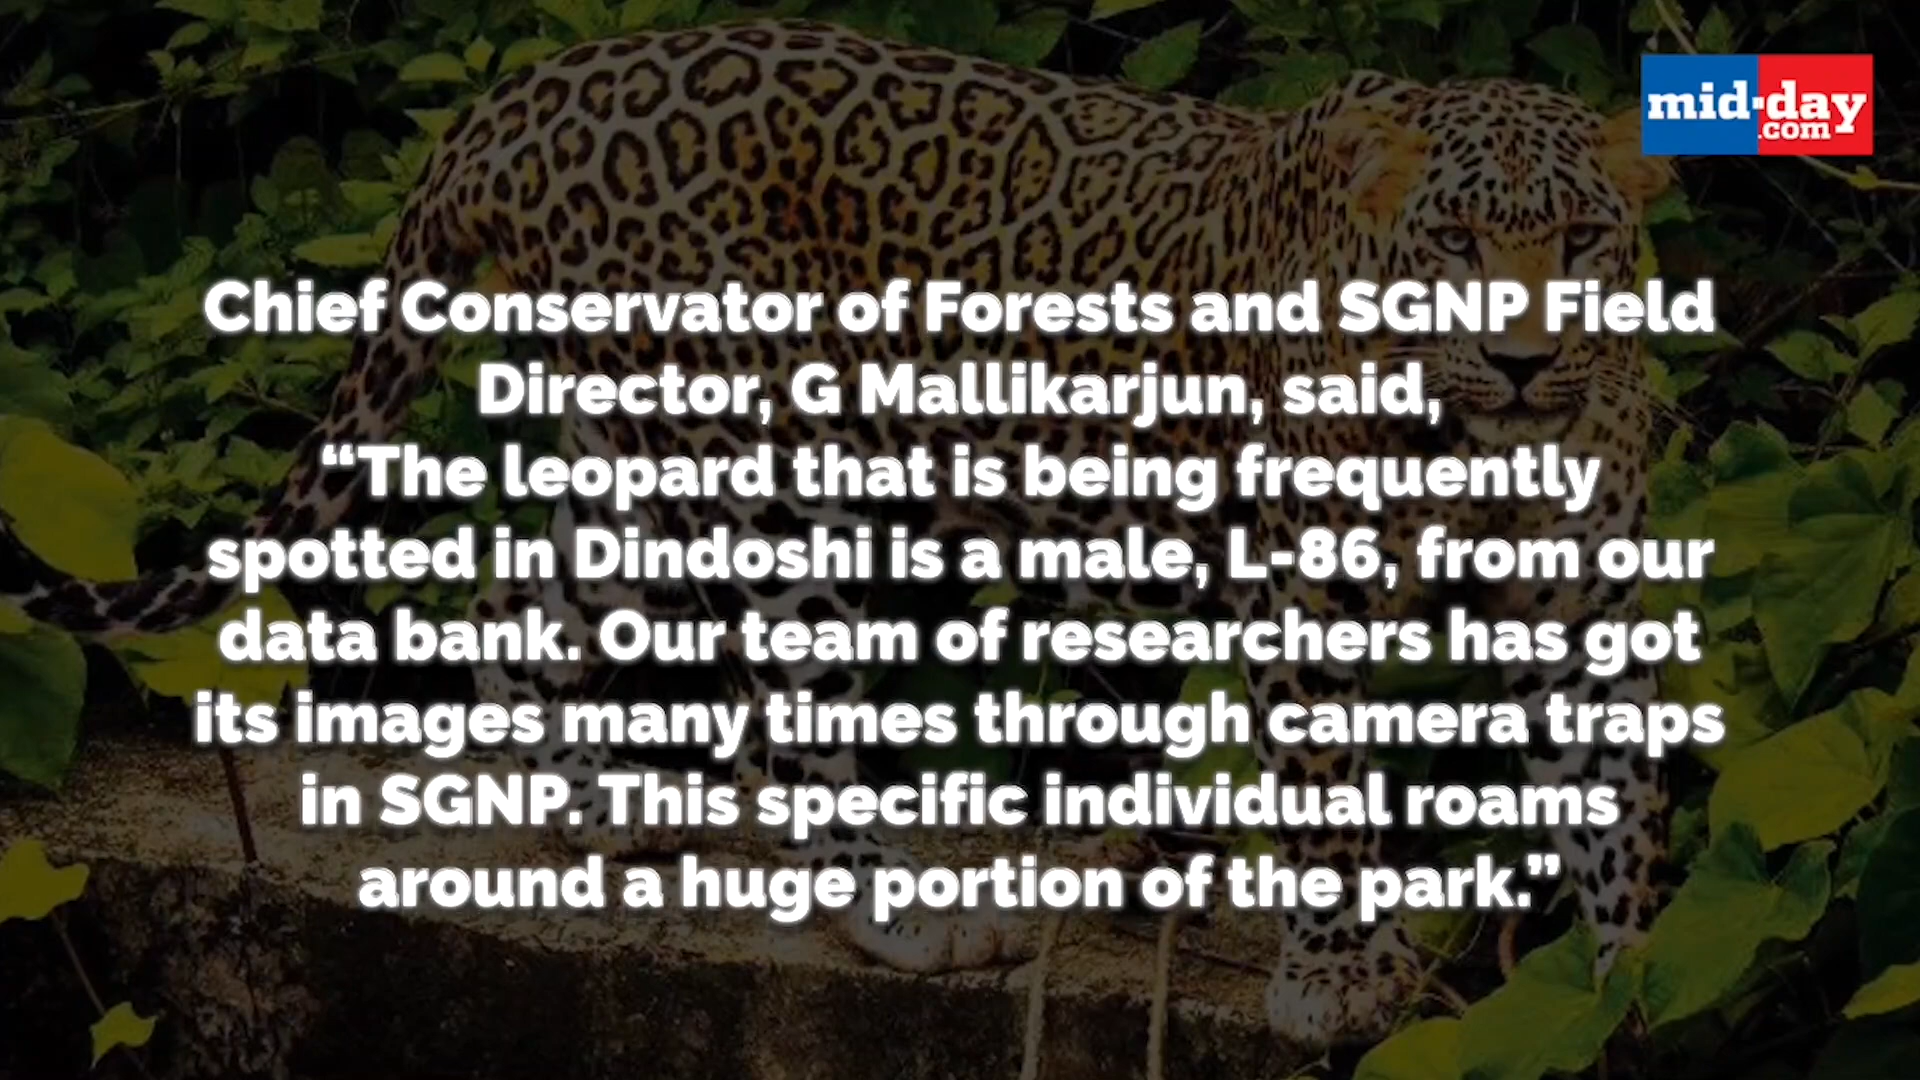 mid-day
.com
Chief Conservator of Forests and SGNP Field
Director, G Mallikarjun, said,
“The leopard that is being frequently
spotted in Dindoshi is a male, L-86, from our
data bank. Our team of researchers has got
its images many times through camera traps
in SGNP. This specific individual roams
around a huge portion of the park.”